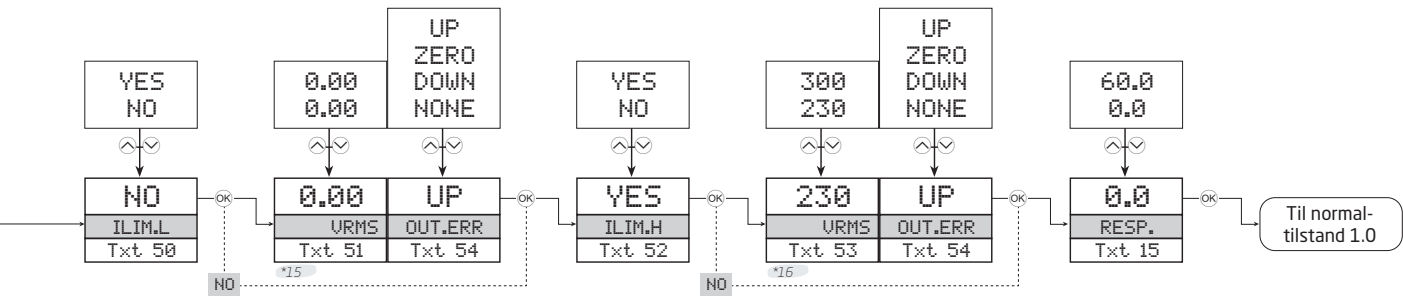 YES
NO
NO
ILIM.L
Txt 50
OK
NO
0.00
0.00
0.00
VRMS
Txt 51
*15
UP
ZERO
DOWN
NONE
UP
OUT.ERR
Txt 54
OK
YES
NO
YES
ILIM.H
Txt 52
OK
NO
300
230
230
VRMS
Txt 53
*16
UP
ZERO
DOWN
NONE
UP
OUT.ERR
Txt 54
OK
60.0
0.0
0.0
RESP.
Txt 15
OK
Til normal-
tilstand 1.0